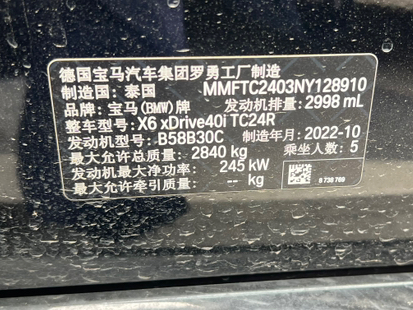 德国宝马汽车集团罗勇工厂制造
制造国：泰国 MMFTC2403NY128910
品牌：宝马(BMW)牌 发动机排量：2998 mL
整车型号：X6 xDrive40i TC24R
发动机型号：B58B30C 制造年月：2022-10
最大允许总质量： 2840 kg 乘坐人数：5
发动机最大净功率： 245 kW
最大允许牵引质量： -- kg
8 738 769